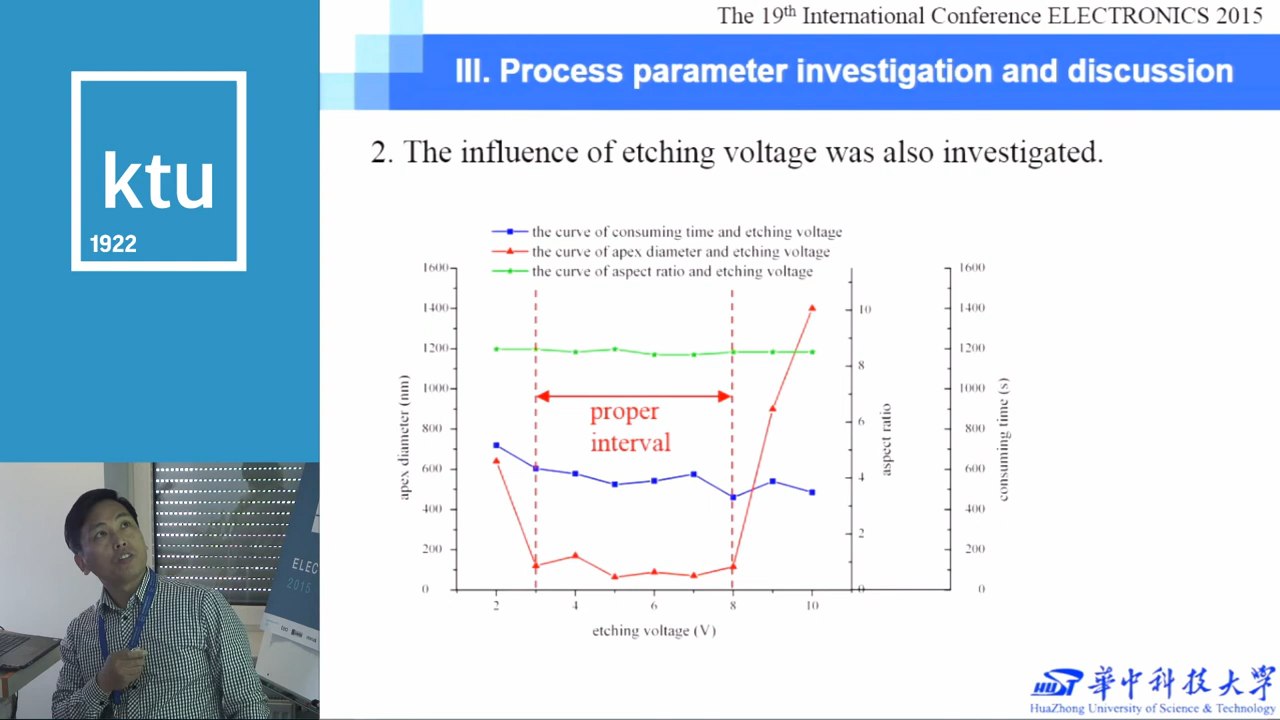 The 19th International Conference ELECTRONICS 2015
ktu
1922
III. Process parameter investigation and discussion
2. The influence of etching voltage was also investigated.
the curve of consuming time and etching voltage
the curve of apex diameter and etching voltage
the curve of aspect ratio and etching voltage
1600
1400
1200
1000
800
600
400
200
0
apex diameter (nm)
2
4
6
8
10
etching voltage (V)
proper
interval
10
8
6
4
2
0
aspect ratio
1600
1400
1200
1000
800
600
400
200
0
consuming time (s)
ELEC
2015
HUST
華中科技大学
HuaZhong University of Science & Technology